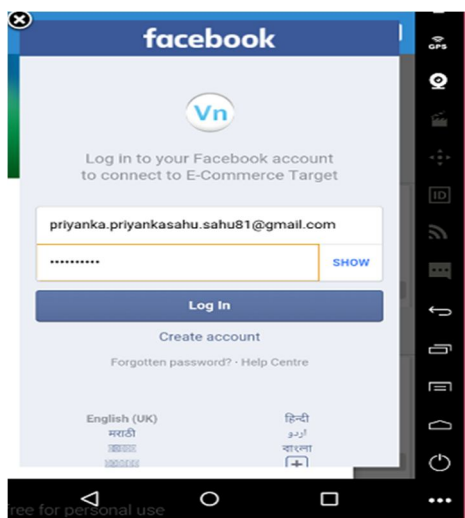 facebook
GPS
Vn
Log in to your Facebook account
to connect to E-Commerce Target
ID
priyanka.priyankasahu.sahu81@gmail.com
•••••••••• SHOW
Log In
Create account
Forgotten password? · Help Centre
English (UK) हिन्दी
मराठी اردو
বাংলা
free for personal use